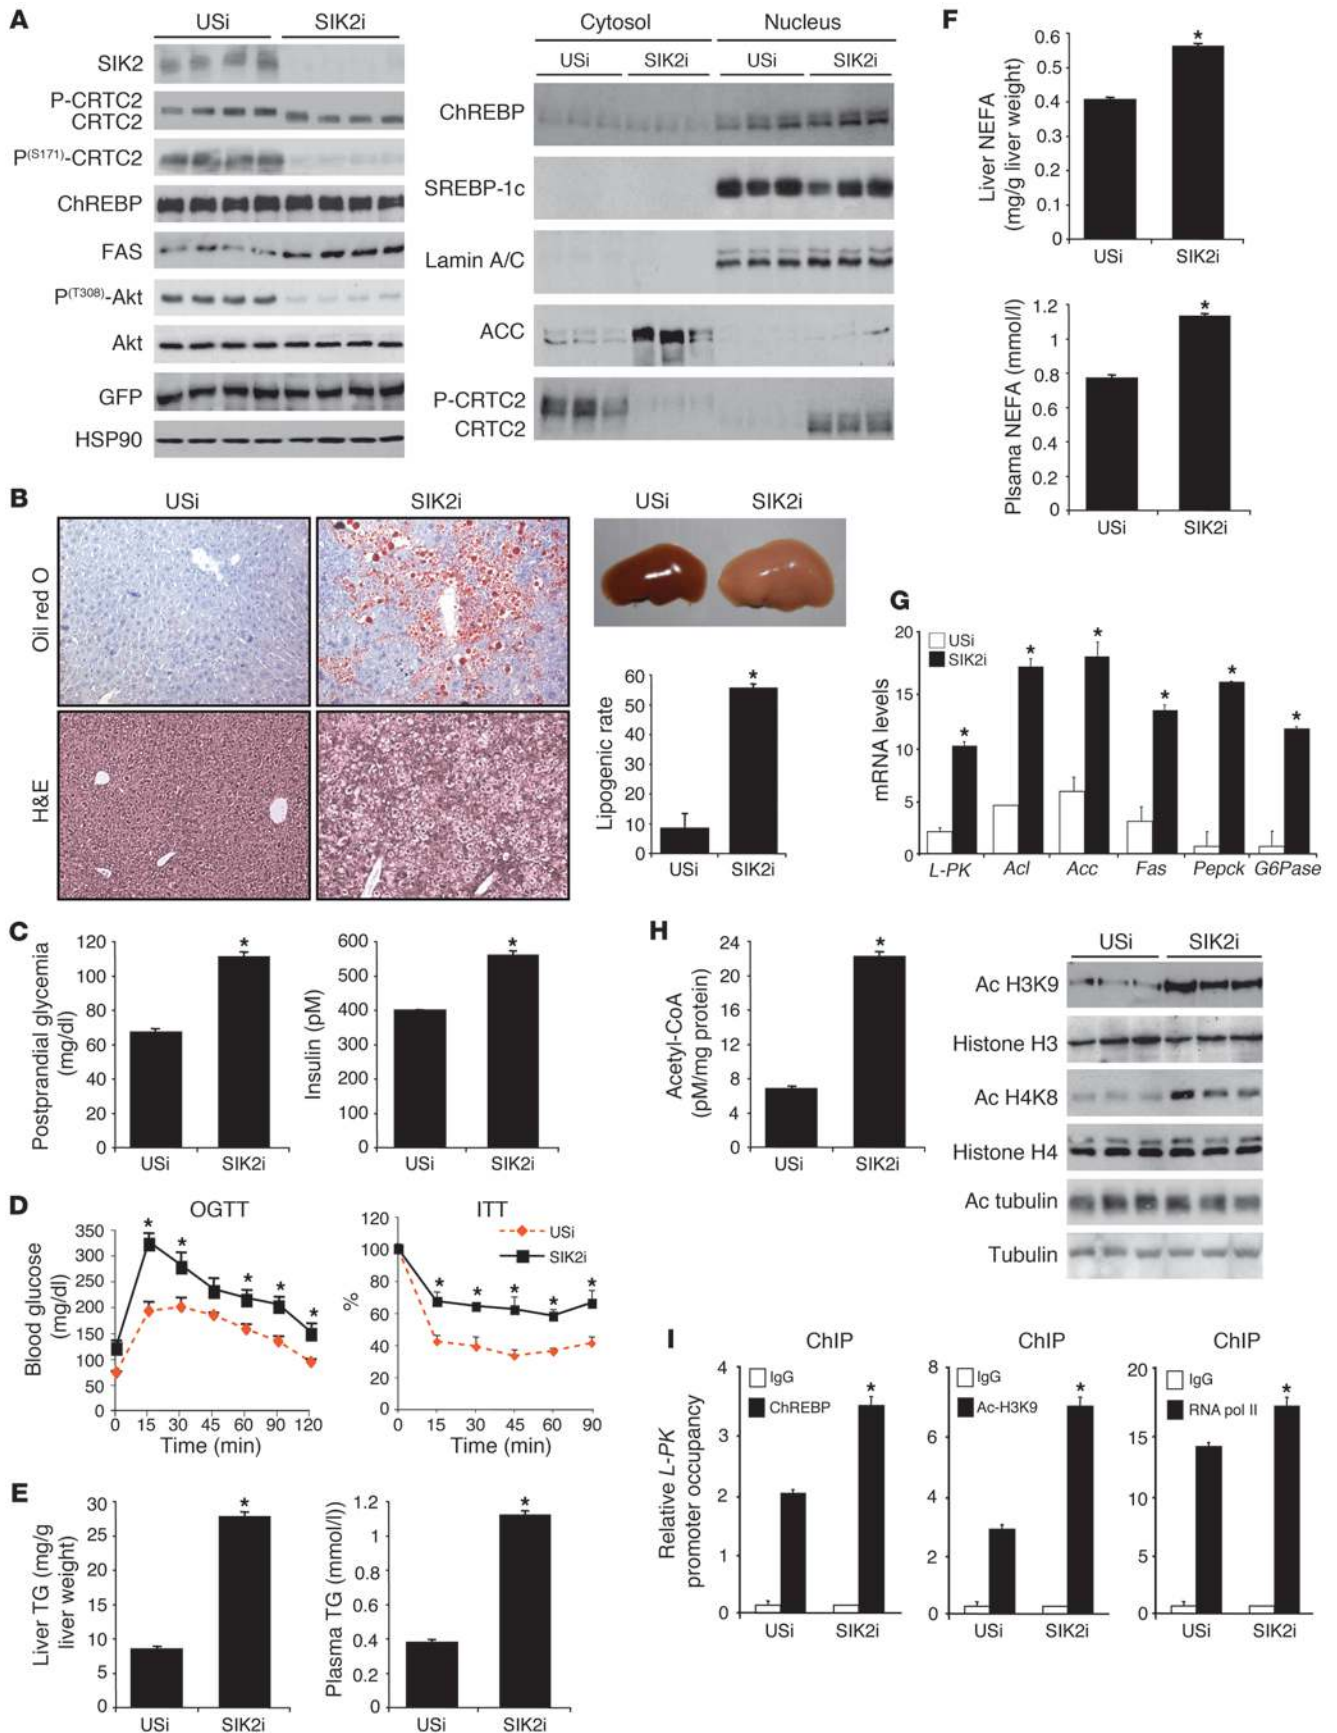 A
USi SIK2i
SIK2
P-CRTC2
CRTC2
P(S171)-CRTC2
ChREBP
FAS
P(T308)-Akt
Akt
GFP
HSP90
Cytosol Nucleus
USi SIK2i USi SIK2i
ChREBP
SREBP-1c
Lamin A/C
ACC
P-CRTC2
CRTC2
F
0.6
0.5
0.4
0.3
0.2
0.1
0
Liver NEFA
(mg/g liver weight)
*
USi SIK2i
1.2
0.8
0.6
0.4
0.2
0
Plsama NEFA (mmol/l)
*
USi SIK2i
B
USi SIK2i
Oil red O
H&E
USi SIK2i
60
50
40
30
20
10
0
Lipogenic rate
*
USi SIK2i
G
20
15
10
5
0
mRNA levels
USi
SIK2i
* * * * * *
L-PK Acl Acc Fas Pepck G6Pase
C
120
100
80
60
40
20
0
Postprandial glycemia
(mg/dl)
*
USi SIK2i
600
500
400
300
200
100
0
Insulin (pM)
*
USi SIK2i
H
24
20
16
12
8
4
0
Acetyl-CoA
(pM/mg protein)
*
USi SIK2i
USi SIK2i
Ac H3K9
Histone H3
Ac H4K8
Histone H4
Ac tubulin
Tubulin
D
OGTT
350
300
250
200
150
100
50
0
Blood glucose
(mg/dl)
* * * * *
0 15 30 45 60 90 120
Time (min)
ITT
120
100
80
60
40
20
0
%
USi
SIK2i
* * * * *
0 15 30 45 60 90
Time (min)
E
30
25
20
15
10
5
0
Liver TG (mg/g
liver weight)
*
USi SIK2i
1.2
1
0.8
0.6
0.4
0.2
0
Plasma TG (mmol/l))
*
USi SIK2i
I
Relative L-PK
promoter occupancy
ChIP
4
3
2
1
0
IgG
ChREBP
*
USi SIK2i
ChIP
8
6
4
2
0
IgG
Ac-H3K9
*
USi SIK2i
ChIP
20
15
10
5
0
IgG
RNA pol II
*
USi SIK2i